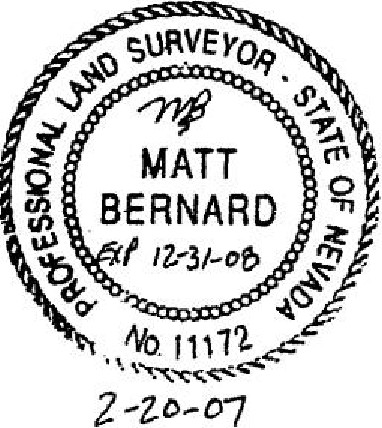 PROFESSIONAL LAND SURVEYOR · STATE OF NEVADA
MB
MATT
BERNARD
EXP 12-31-08
No. 11172
2-20-07